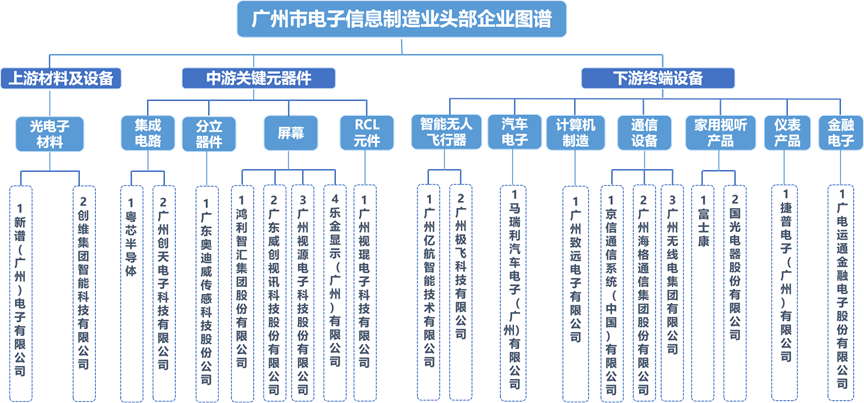 广州市电子信息制造业头部企业图谱
上游材料及设备
中游关键元器件
下游终端设备
光电子
材料
集成
电路
分立
器件
屏幕
RCL
元件
智能无人
飞行器
汽车
电子
计算机
制造
通信
设备
家用视听
产品
仪表
产品
金融
电子
1新谱（广州）电子有限公司
2创维集团智能科技有限公司
1粤芯半导体
2广州创天电子科技有限公司
1广东奥迪威传感科技股份公司
1鸿利智汇集团股份有限公司
2广东威创视讯科技股份有限公司
3广州视源电子科技股份有限公司
4乐金显示（广州）有限公司
1广州视琨电子科技有限公司
1广州亿航智能技术有限公司
2广州极飞科技有限公司
1马瑞利汽车电子（广州)有限公司
1广州致远电子有限公司
1京信通信系统（中国）有限公司
2广州海格通信集团股份有限公司
3广州无线电集团有限公司
1富士康
2国光电器股份有限公司
1捷普电子（广州）有限公司
1广电运通金融电子股份有限公司